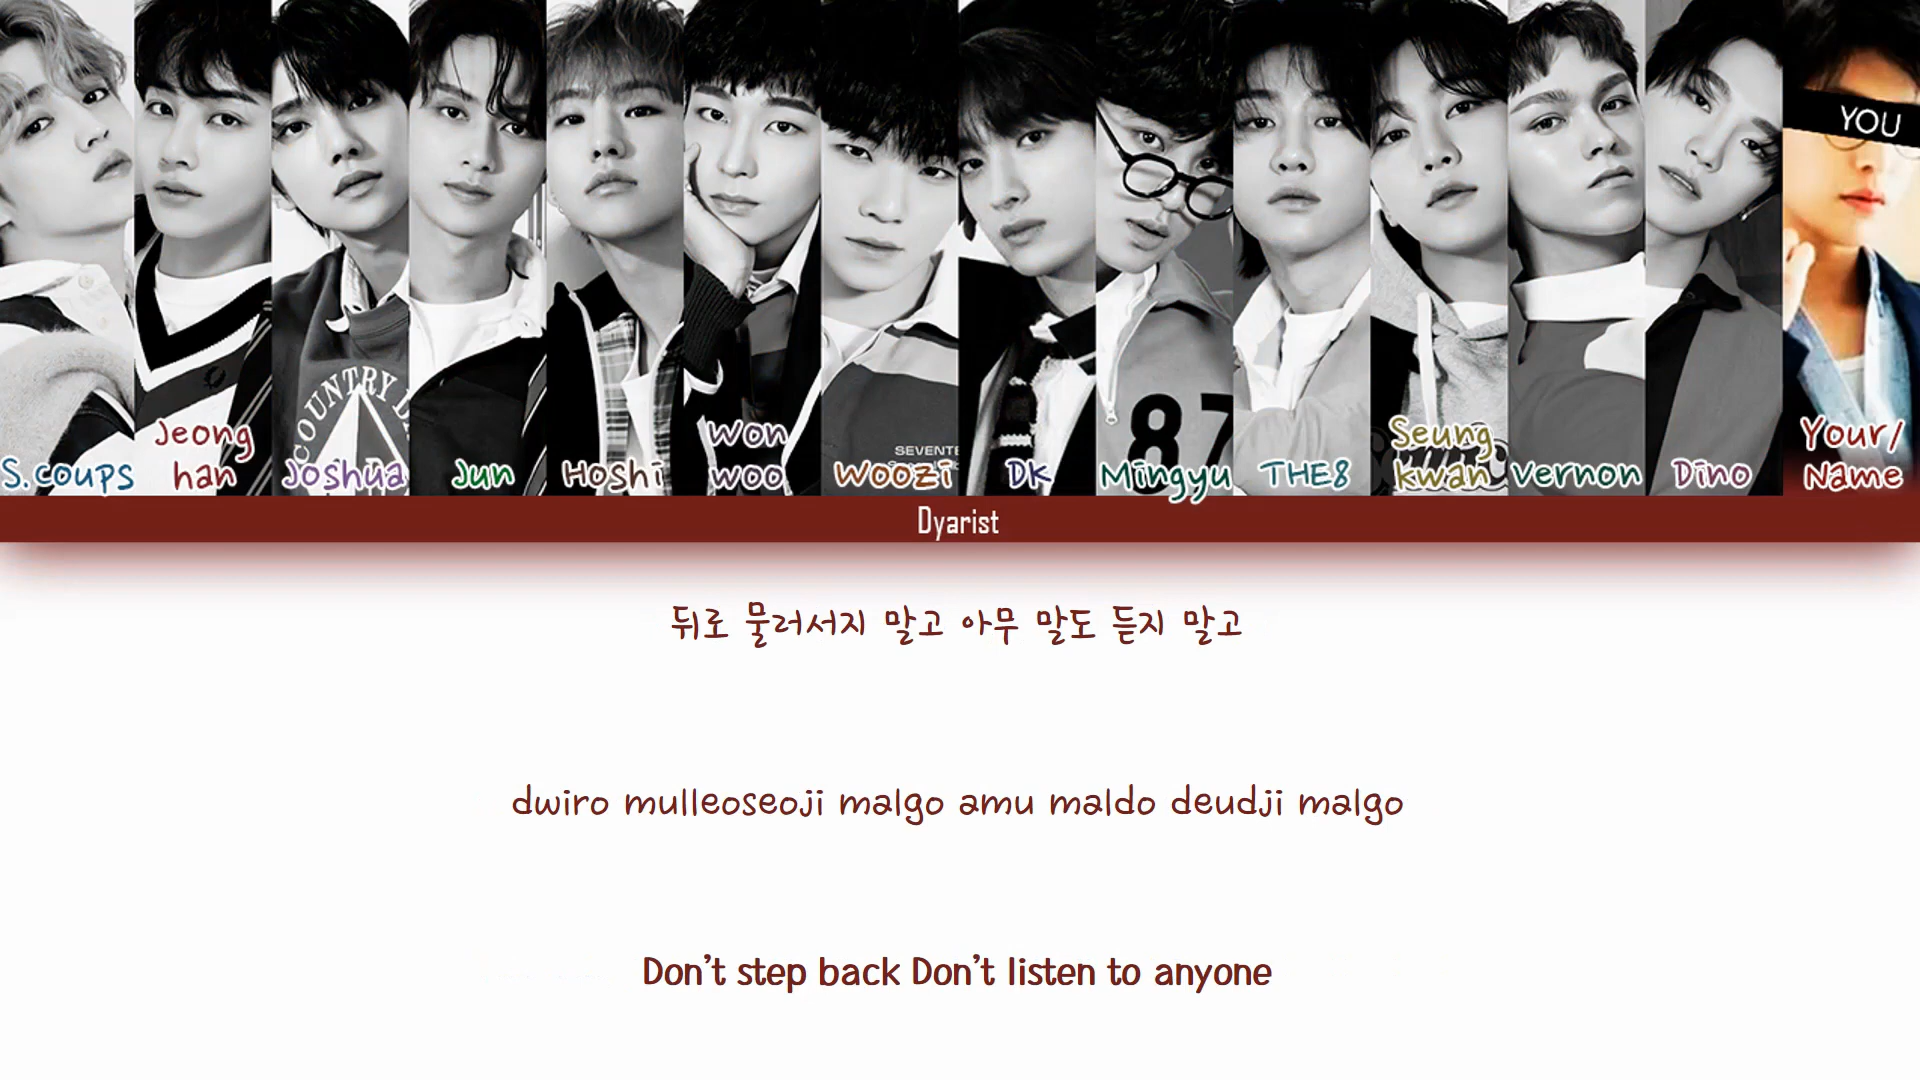 YOU
COUNTRY
87
SEVENTE
S.coups
Jeong
han
Joshua
Jun
Hoshi
Won
woo
Woozi
DK
Mingyu
THE8
Seung
kwan
Vernon
Dino
Your/
Name
Dyarist
뒤로 물러서지 말고 아무 말도 듣지 말고
dwiro mulleoseoji malgo amu maldo deudji malgo
Don't step back Don't listen to anyone